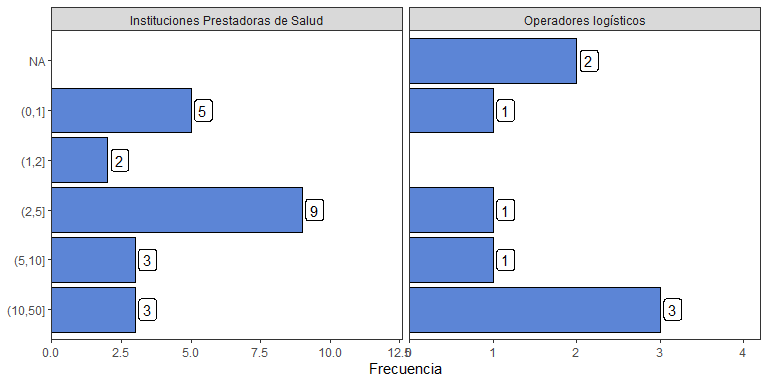 Instituciones Prestadoras de Salud Operadores logísticos
NA 2
(0,1] 5 1
(1,2] 2
(2,5] 9 1
(5,10] 3 1
(10,50] 3 3
0.0 2.5 5.0 7.5 10.0 12.5 0 1 2 3 4
Frecuencia